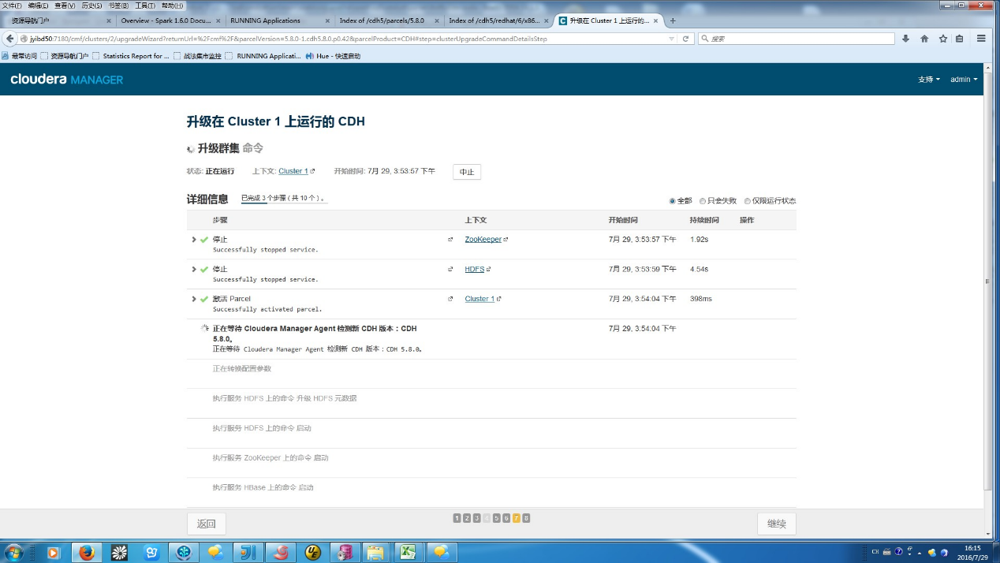 文件(F) 编辑(E) 查看(V) 历史(S) 书签(B) 工具(T) 帮助(H)
资源导航门户 × Overview - Spark 1.6.0 Docu... × RUNNING Applications × Index of /cdh5/parcels/5.8.0 × Index of /cdh5/redhat/6/x86... × 升级在 Cluster 1 上运行的... × +
jyibd50:7180/cmf/clusters/2/upgradeWizard?returnUrl=%2Fcmf%2F&parcelVersion=5.8.0-1.cdh5.8.0.p0.42&parcelProduct=CDH#step=clusterUpgradeCommandDetailsStep 搜索
最常访问 资源导航门户 Statistics Report for ... 战法集市监控 RUNNING Applicati... Hue - 快速启动
cloudera MANAGER 支持 admin
升级在 Cluster 1 上运行的 CDH
升级群集 命令
状态: 正在运行 上下文: Cluster 1 开始时间: 7月 29, 3:53:57 下午 中止
详细信息 已完成 3 个步骤 ( 共 10 个 ) 。 全部 只会失败 仅限运行状态
步骤 上下文 开始时间 持续时间 操作
停止 ZooKeeper 7月 29, 3:53:57 下午 1.92s
Successfully stopped service.
停止 HDFS 7月 29, 3:53:59 下午 4.54s
Successfully stopped service.
激活 Parcel Cluster 1 7月 29, 3:54:04 下午 398ms
Successfully activated parcel.
正在等待 Cloudera Manager Agent 检测新 CDH 版本：CDH 7月 29, 3:54:04 下午
5.8.0。
正在等待 Cloudera Manager Agent 检测新 CDH 版本：CDH 5.8.0。
正在转换配置参数
执行服务 HDFS 上的命令 升级 HDFS 元数据
执行服务 HDFS 上的命令 启动
执行服务 ZooKeeper 上的命令 启动
执行服务 HBase 上的命令 启动
返回 1 2 3 4 5 6 7 8 继续
CH 16:15
2016/7/29